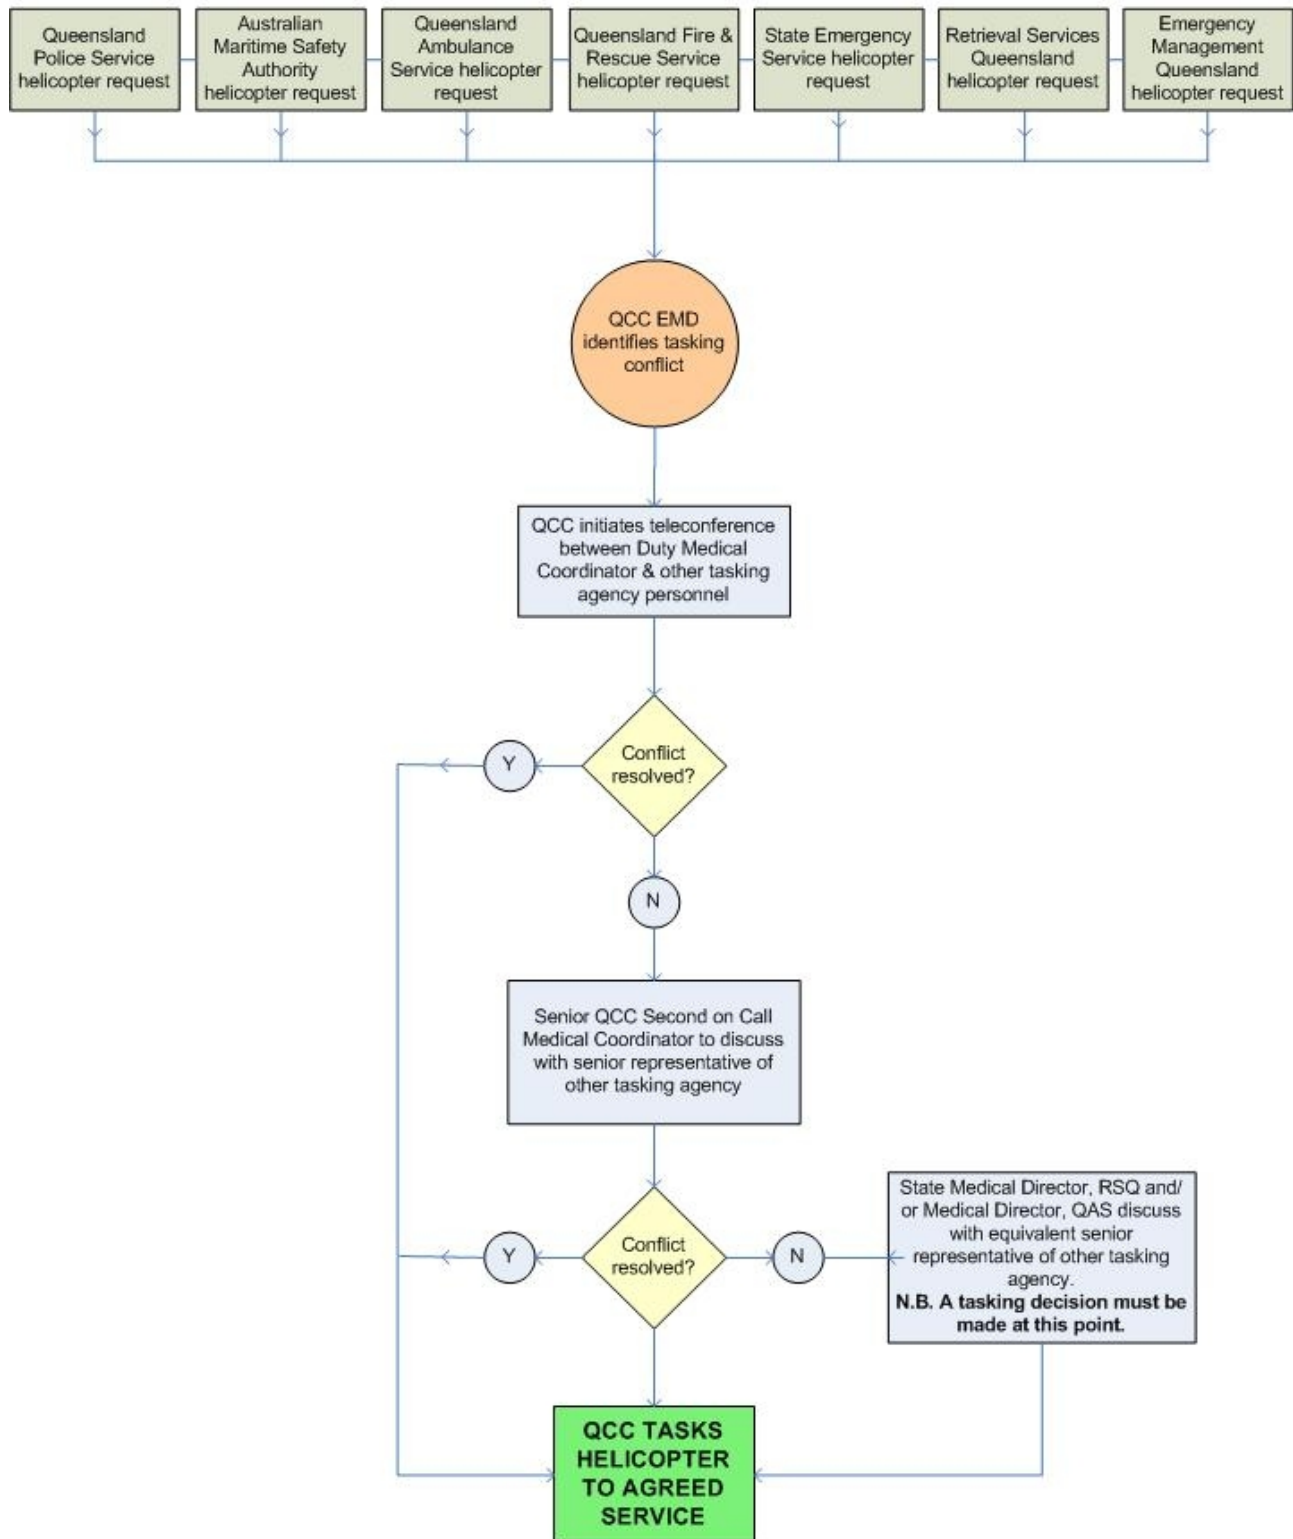 Queensland
Police Service
helicopter request
Australian
Maritime Safety
Authority
helicopter request
Queensland
Ambulance
Service helicopter
request
Queensland Fire &
Rescue Service
helicopter request
State Emergency
Service helicopter
request
Retrieval Services
Queensland
helicopter request
Emergency
Management
Queensland
helicopter request
QCC EMD
identifies tasking
conflict
QCC initiates teleconference
between Duty Medical
Coordinator & other tasking
agency personnel
Conflict
resolved?
Y
N
Senior QCC Second on Call
Medical Coordinator to discuss
with senior representative of
other tasking agency
Conflict
resolved?
Y
N
State Medical Director, RSQ and/
or Medical Director, QAS discuss
with equivalent senior
representative of other tasking
agency.
N.B. A tasking decision must be
made at this point.
QCC TASKS
HELICOPTER
TO AGREED
SERVICE